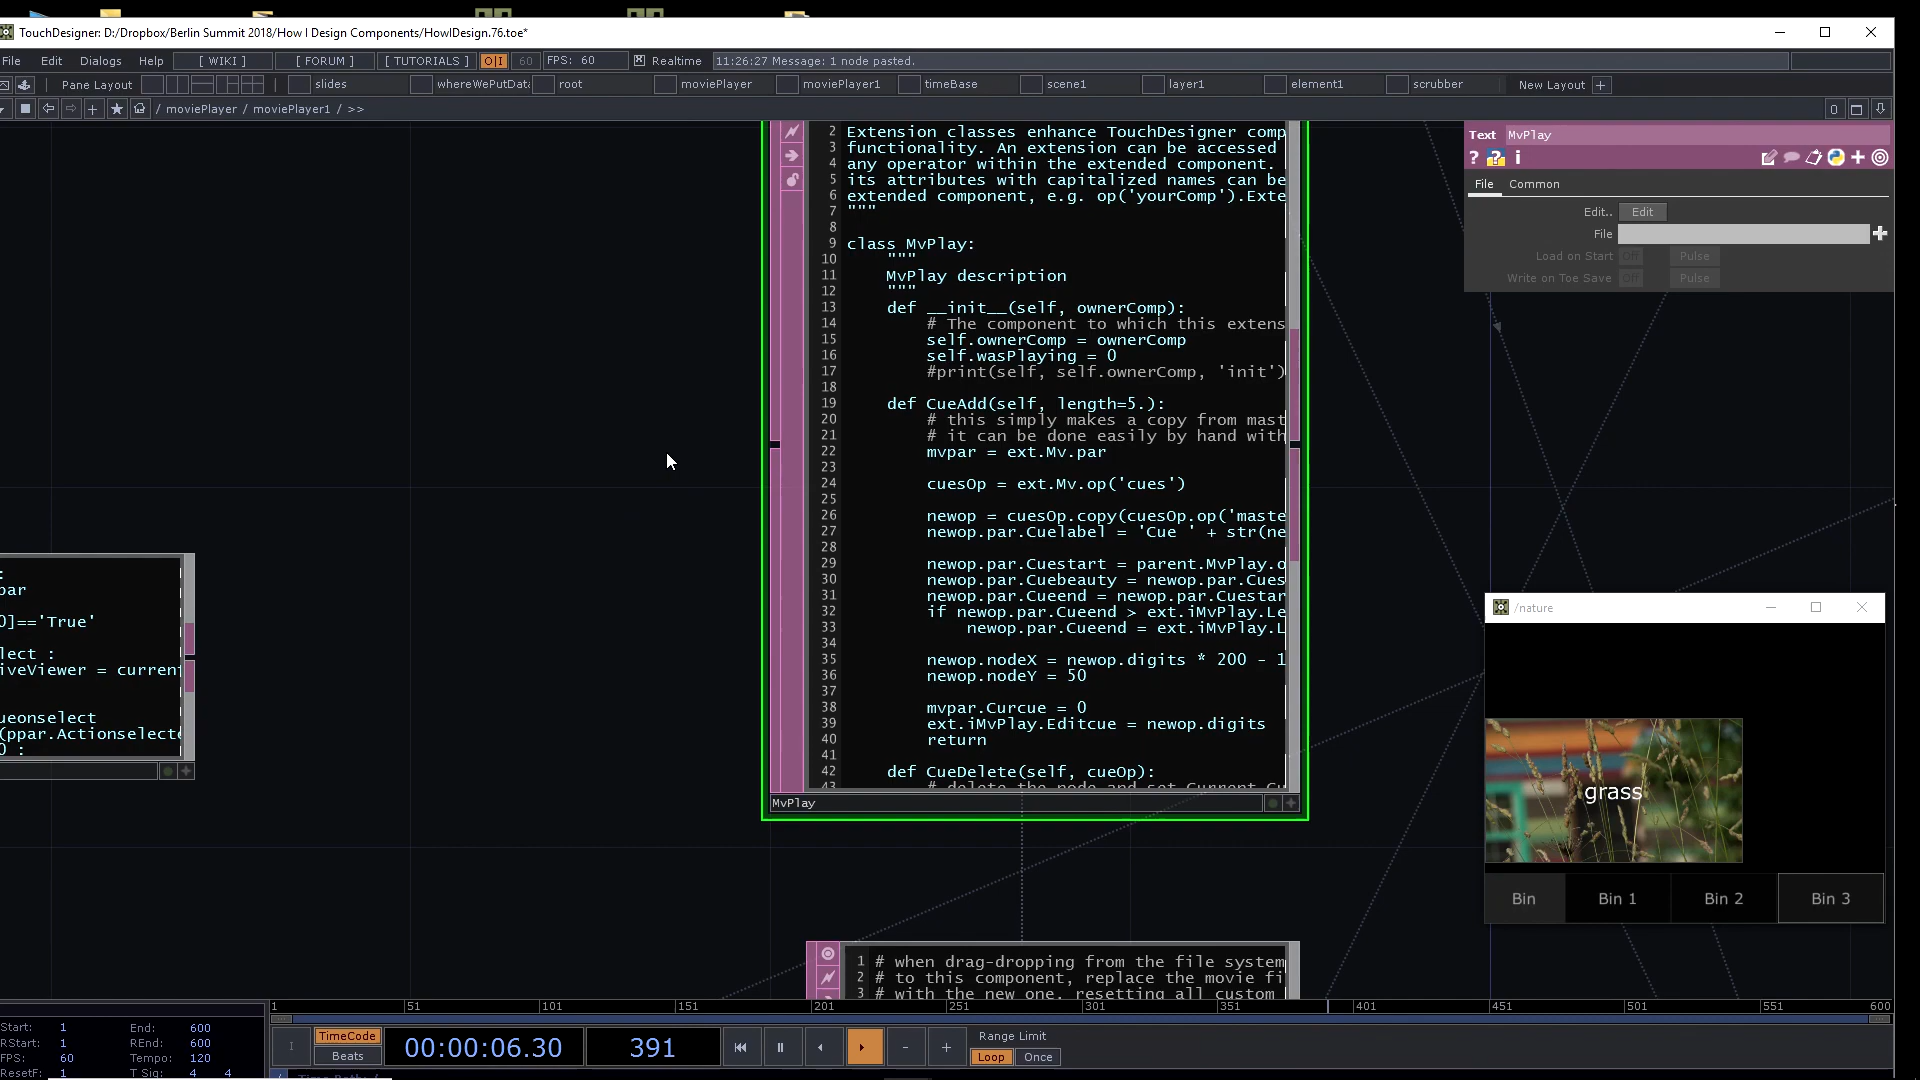 TouchDesigner: D:/Dropbox/Berlin Summit 2018/How I Design Components/HowIDesign.76.toe*
File Edit Dialogs Help [ WIKI ] [ FORUM ] [ TUTORIALS ] O|I 60 FPS: 60 Realtime 11:26:27 Message: 1 node pasted.
Pane Layout slides whereWePutData root moviePlayer moviePlayer1 timeBase scene1 layer1 element1 scrubber New Layout +
/ moviePlayer / moviePlayer1 / >>
2 Extension classes enhance TouchDesigner comp
3 functionality. An extension can be accessed
4 any operator within the extended component.
5 its attributes with capitalized names can be
6 extended component, e.g. op('yourComp').Exte
7 """
8
9 class MvPlay:
10 """
11 MvPlay description
12 """
13 def __init__(self, ownerComp):
14 # The component to which this extens
15 self.ownerComp = ownerComp
16 self.wasPlaying = 0
17 #print(self, self.ownerComp, 'init')
18
19 def CueAdd(self, length=5.):
20 # this simply makes a copy from mast
21 # it can be done easily by hand with
22 mvpar = ext.Mv.par
23
24 cuesOp = ext.Mv.op('cues')
25
26 newop = cuesOp.copy(cuesOp.op('maste
27 newop.par.Cuelabel = 'Cue ' + str(ne
28
29 newop.par.Cuestart = parent.MvPlay.o
30 newop.par.Cuebeauty = newop.par.Cues
31 newop.par.Cueend = newop.par.Cuestar
32 if newop.par.Cueend > ext.iMvPlay.Le
33 newop.par.Cueend = ext.iMvPlay.L
34
35 newop.nodeX = newop.digits * 200 - 1
36 newop.nodeY = 50
37
38 mvpar.Curcue = 0
39 ext.iMvPlay.Editcue = newop.digits
40 return
41
42 def CueDelete(self, cueOp):
43 # delete the node and set Current Cu
MvPlay
:
par
0]=='True'
lect :
iveViewer = current
ueonselect
(ppar.Actionselecte
0 :
1 # when drag-dropping from the file system
2 # to this component, replace the movie fi
3 # with the new one, resetting all custom
Text MvPlay
? ? i
File Common
Edit.. Edit
File
Load on Start Off Pulse
Write on Toe Save Off Pulse
/nature
grass
Bin Bin 1 Bin 2 Bin 3
1 51 101 151 201 251 301 351 401 451 501 551 600
Start: 1 End: 600
RStart: 1 REnd: 600
FPS: 60 Tempo: 120
ResetF: 1 T Sig: 4 4
TimeCode
Beats
00:00:06.30 391
Range Limit
Loop Once